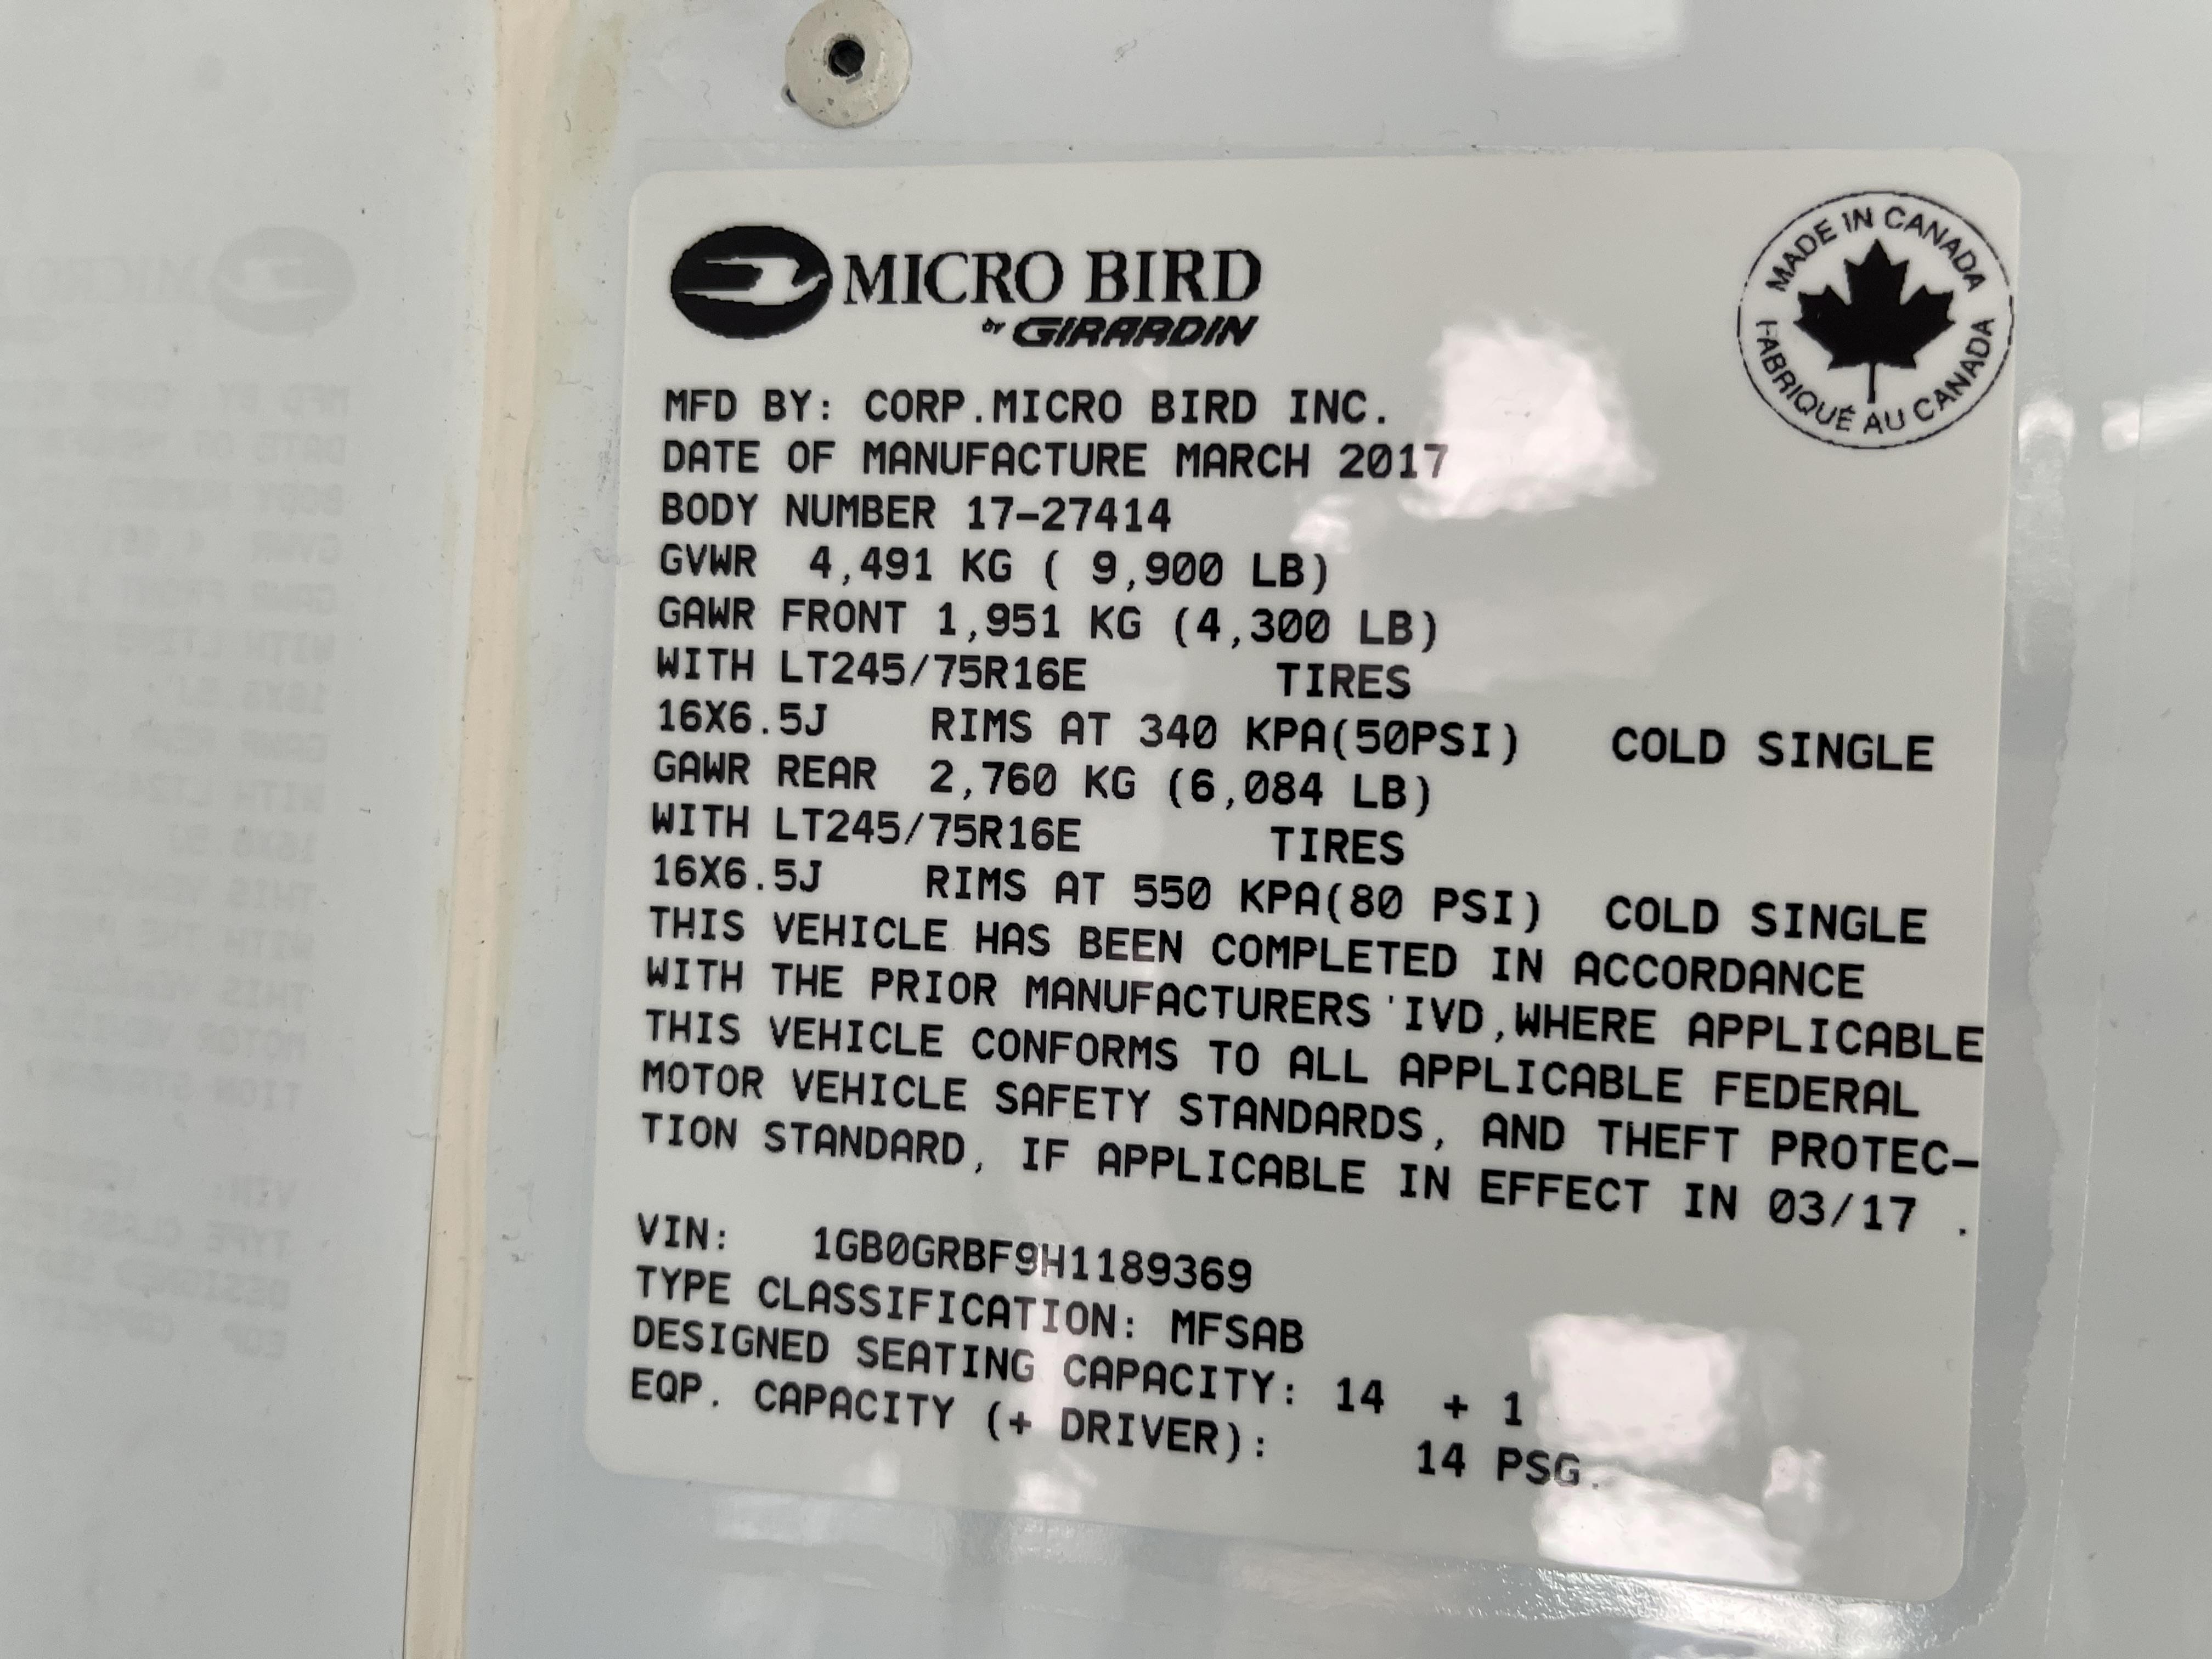 MICRO BIRD
BY GIRARDIN
MADE IN CANADA
FABRIQUÉ AU CANADA
MFD BY: CORP.MICRO BIRD INC.
DATE OF MANUFACTURE MARCH 2017
BODY NUMBER 17-27414
GVWR 4,491 KG ( 9,900 LB)
GAWR FRONT 1,951 KG (4,300 LB)
WITH LT245/75R16E TIRES
16X6.5J RIMS AT 340 KPA(50PSI) COLD SINGLE
GAWR REAR 2,760 KG (6,084 LB)
WITH LT245/75R16E TIRES
16X6.5J RIMS AT 550 KPA(80 PSI) COLD SINGLE
THIS VEHICLE HAS BEEN COMPLETED IN ACCORDANCE
WITH THE PRIOR MANUFACTURERS 'IVD,WHERE APPLICABLE
THIS VEHICLE CONFORMS TO ALL APPLICABLE FEDERAL
MOTOR VEHICLE SAFETY STANDARDS, AND THEFT PROTEC-
TION STANDARD, IF APPLICABLE IN EFFECT IN 03/17 .
VIN: 1GB0GRBF9H1189369
TYPE CLASSIFICATION: MFSAB
DESIGNED SEATING CAPACITY: 14 + 1
EQP. CAPACITY (+ DRIVER): 14 PSG.